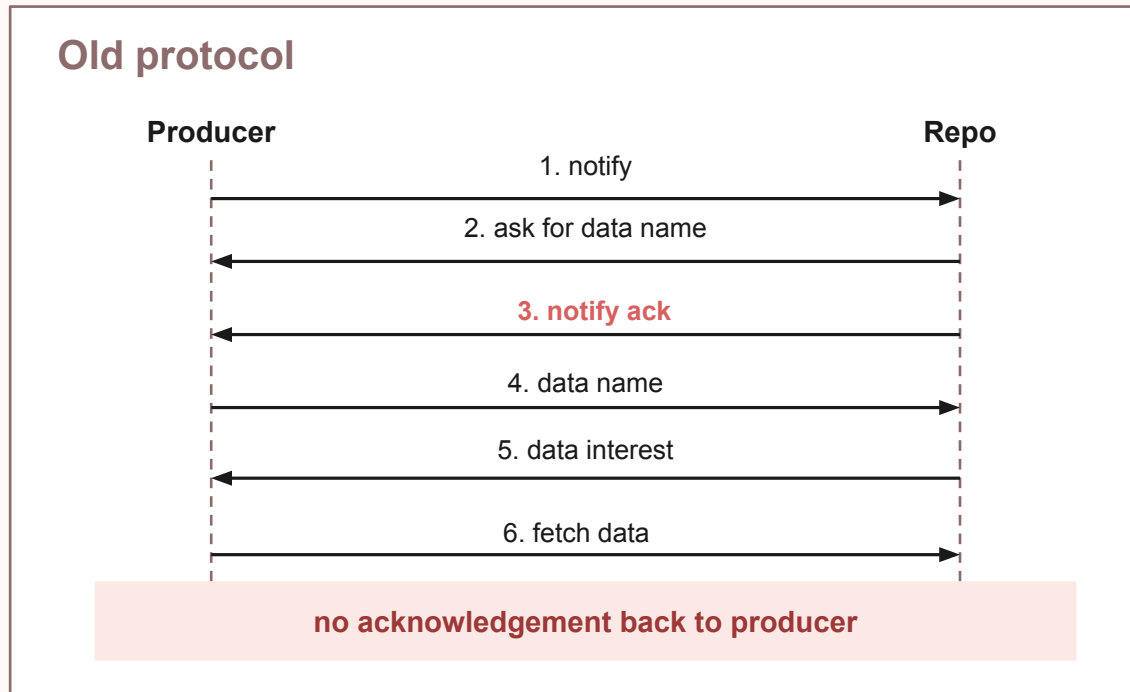 Old protocol
Producer
Repo
1. notify
2. ask for data name
3. notify ack
4. data name
5. data interest
6. fetch data
no acknowledgement back to producer